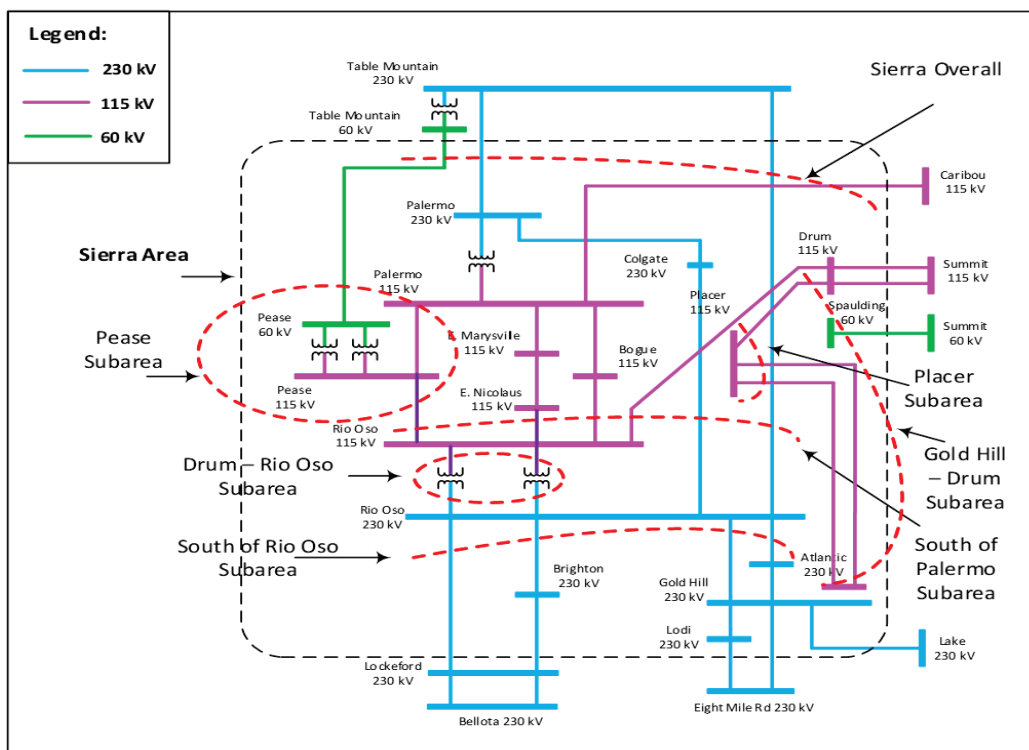 Legend:
230 kV
115 kV
60 kV
Table Mountain
230 kV
Sierra Overall
Table Mountain
60 kV
Caribou
115 kV
Palermo
230 kV
Drum
115 kV
Sierra Area
Colgate
230 kV
Summit
115 kV
Palermo
115 kV
Placer
115 kV
Spaulding
60 kV
Summit
60 kV
Pease
60 kV
E. Marysville
115 kV
Bogue
115 kV
Pease
Subarea
Placer
Subarea
Pease
115 kV
E. Nicolaus
115 kV
Rio Oso
115 kV
Gold Hill
– Drum
Subarea
Drum – Rio Oso
Subarea
Rio Oso
230 kV
South of Rio Oso
Subarea
South of
Palermo
Subarea
Brighton
230 kV
Atlantic
230 kV
Gold Hill
230 kV
Lodi
230 kV
Lake
230 kV
Lockeford
230 kV
Bellota 230 kV
Eight Mile Rd 230 kV